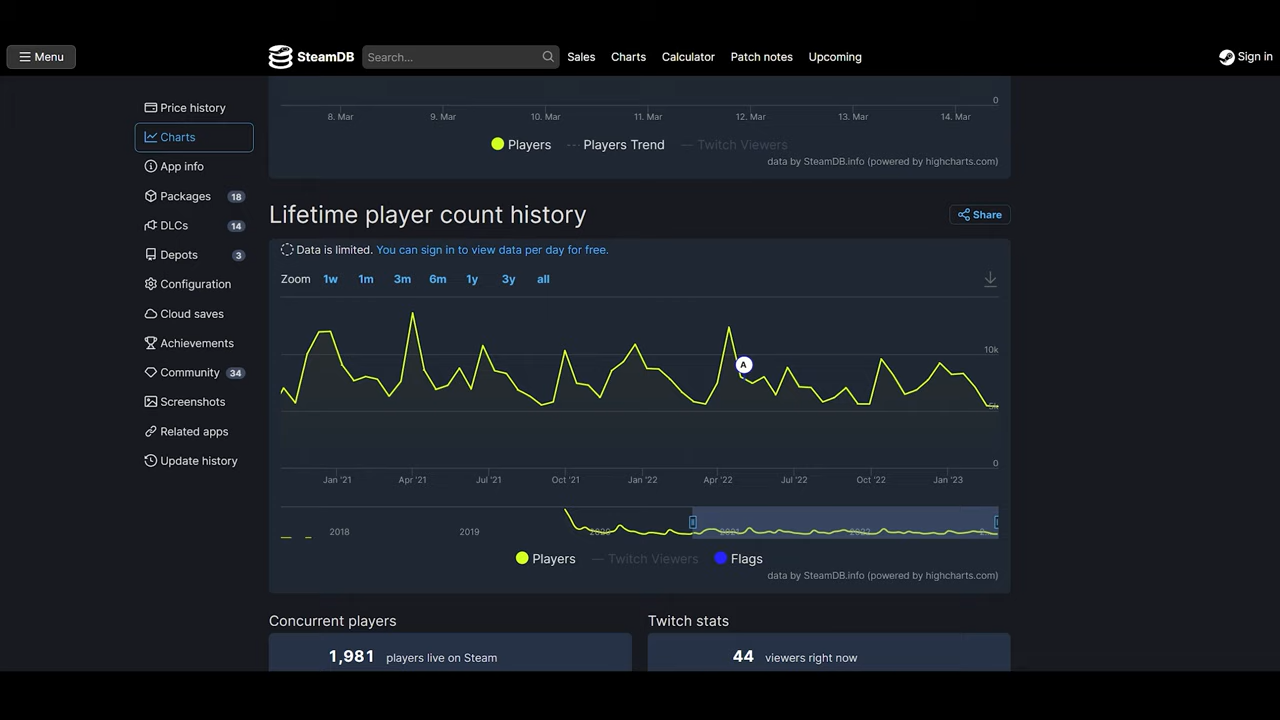 Menu
SteamDB
Search...
Sales
Charts
Calculator
Patch notes
Upcoming
Sign in
Price history
Charts
App info
Packages 18
DLCs 14
Depots 3
Configuration
Cloud saves
Achievements
Community 34
Screenshots
Related apps
Update history
0
8. Mar 9. Mar 10. Mar 11. Mar 12. Mar 13. Mar 14. Mar
Players Players Trend Twitch Viewers
data by SteamDB.info (powered by highcharts.com)
Lifetime player count history
Share
Data is limited. You can sign in to view data per day for free.
Zoom 1w 1m 3m 6m 1y 3y all
10k
A
5k
0
Jan '21 Apr '21 Jul '21 Oct '21 Jan '22 Apr '22 Jul '22 Oct '22 Jan '23
2018 2019 2020 2021 2022
Players Twitch Viewers Flags
data by SteamDB.info (powered by highcharts.com)
Concurrent players
1,981 players live on Steam
Twitch stats
44 viewers right now